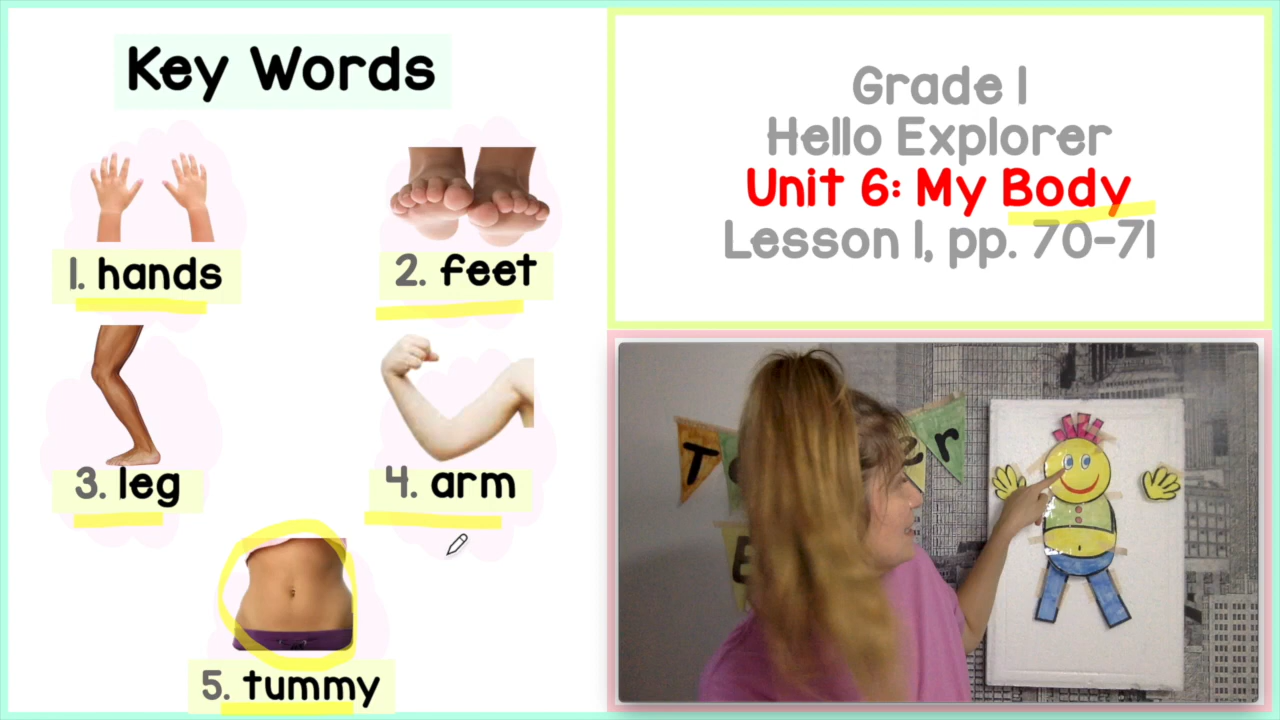 Key Words
1. hands
2. feet
3. leg
4. arm
5. tummy
Grade 1
Hello Explorer
Unit 6: My Body
Lesson 1, pp. 70-71